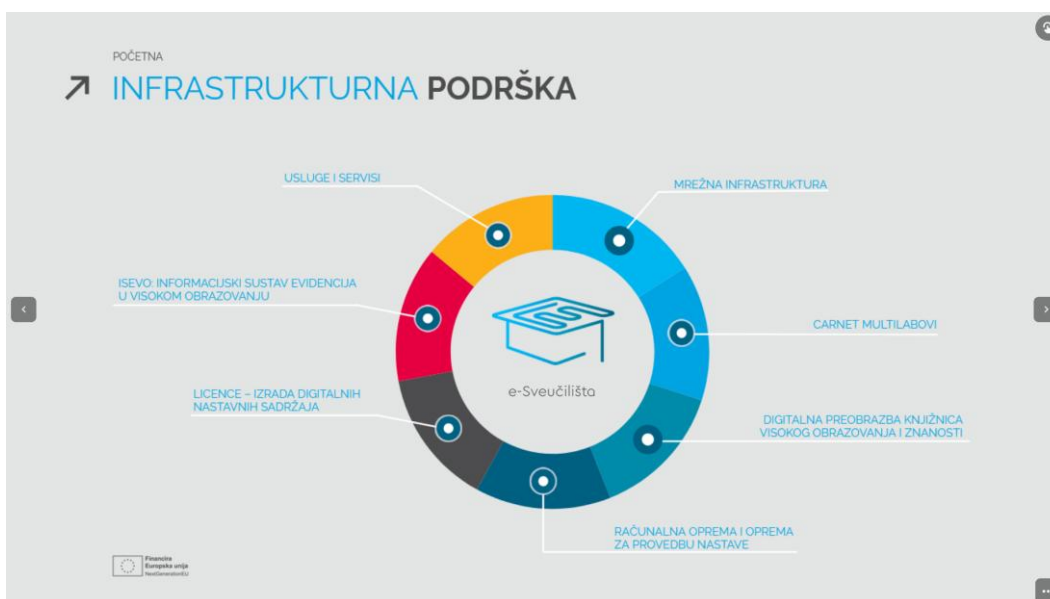 POČETNA
INFRASTRUKTURNA PODRŠKA
USLUGE I SERVISI
MREŽNA INFRASTRUKTURA
ISEVO: INFORMACIJSKI SUSTAV EVIDENCIJA
U VISOKOM OBRAZOVANJU
CARNET MULTILABOVI
e-Sveučilišta
LICENCE – IZRADA DIGITALNIH
NASTAVNIH SADRŽAJA
DIGITALNA PREOBRAZBA KNJIŽNICA
VISOKOG OBRAZOVANJA I ZNANOSTI
RAČUNALNA OPREMA I OPREMA
ZA PROVEDBU NASTAVE
Financira
Europska unija
NextGenerationEU